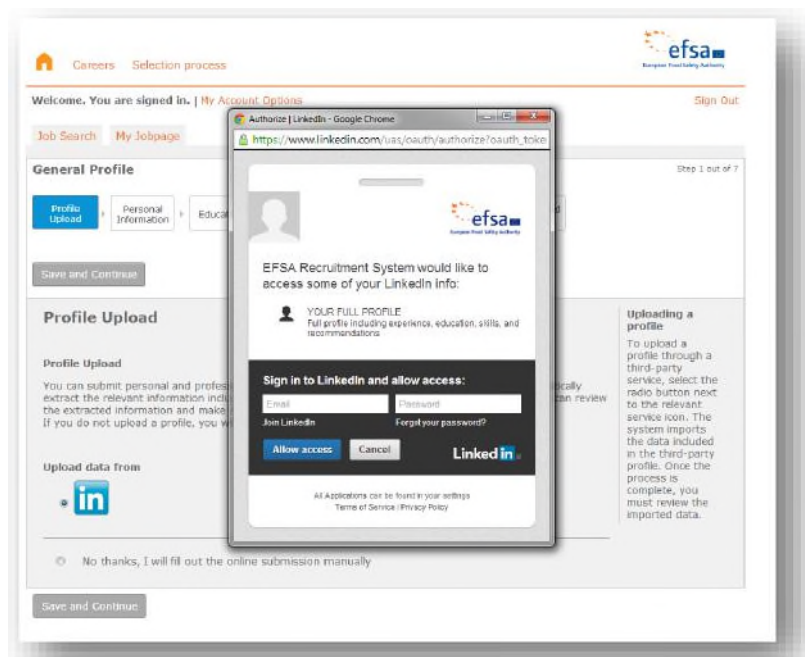 Careers Selection process
efsa
European Food Safety Authority
Welcome. You are signed in. | My Account Options
Sign Out
Job Search My Jobpage
General Profile
Step 1 out of 7
Profile Upload
Personal Information
Educat
d
Save and Continue
Profile Upload
Profile Upload
You can submit personal and profes
ically
extract the relevant information inclu
can review
the extracted information and make
If you do not upload a profile, you w
Upload data from
in
No thanks, I will fill out the online submission manually
Save and Continue
Uploading a
profile
To upload a
profile through a
third-party
service, select the
radio button next
to the relevant
service icon. The
system imports
the data included
in the third-party
profile. Once the
process is
complete, you
must review the
imported data.
Authorize | LinkedIn - Google Chrome
https://www.linkedin.com/uas/oauth/authorize?oauth_toke
efsa
European Food Safety Authority
EFSA Recruitment System would like to
access some of your LinkedIn info:
YOUR FULL PROFILE
Full profile including experience, education, skills, and
recommendations
Sign in to LinkedIn and allow access:
Email Password
Join LinkedIn Forgot your password?
Allow access Cancel LinkedIn
All Applications can be found in your settings
Terms of Service | Privacy Policy